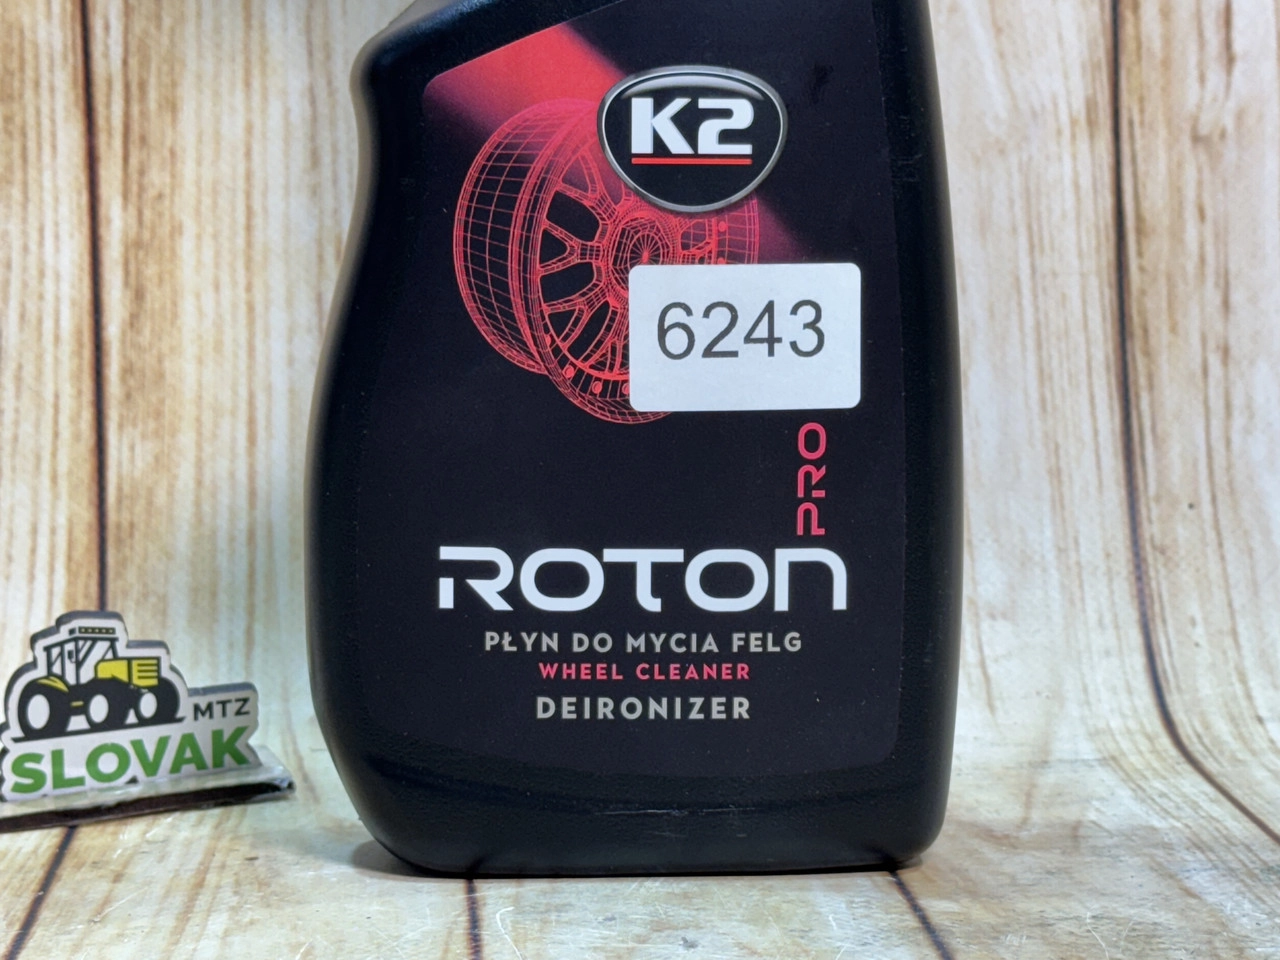 K2
6243
PRO
ROTON
PŁYN DO MYCIA FELG
WHEEL CLEANER
DEIRONIZER
MTZ
SLOVAK